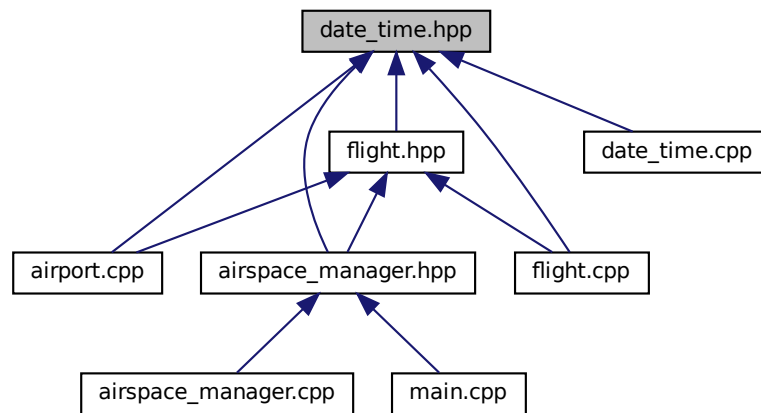 date_time.hpp
flight.hpp
date_time.cpp
airport.cpp
airspace_manager.hpp
flight.cpp
airspace_manager.cpp
main.cpp